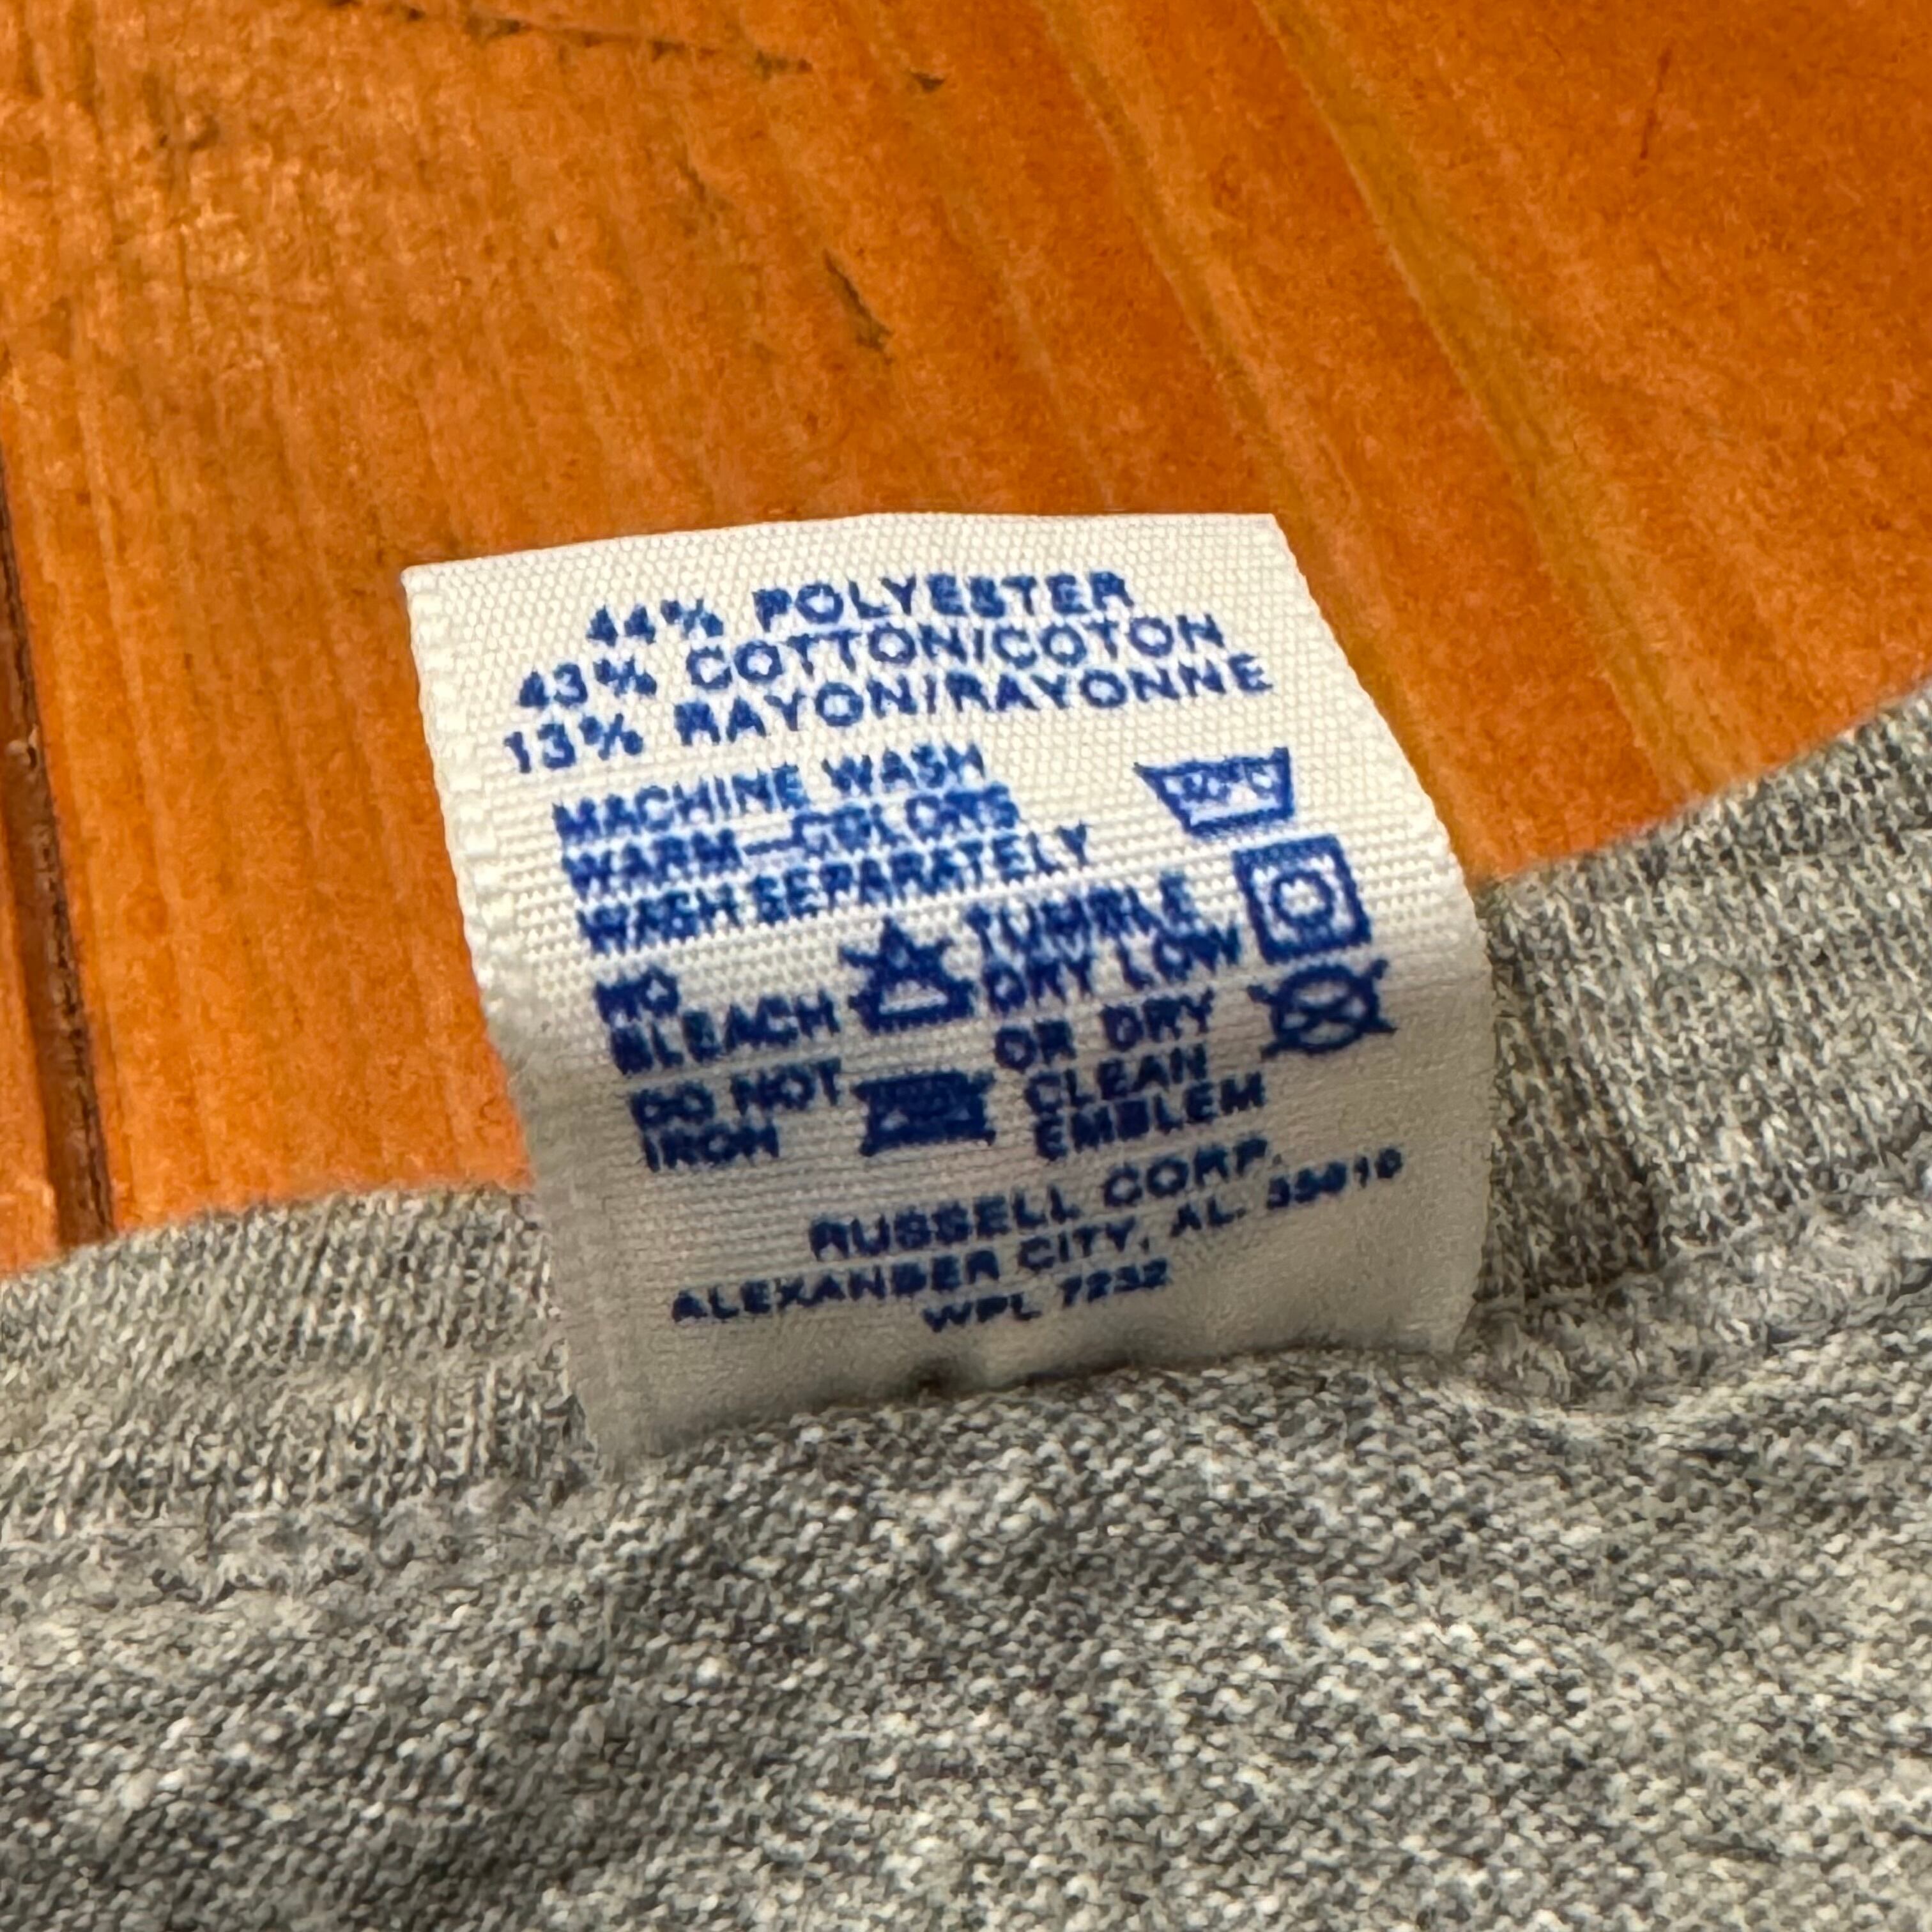 44% POLYESTER
43% COTTON/COTON
13% RAYON/RAYONNE
MACHINE WASH
WARM—COLORS
WASH SEPARATELY
NO
BLEACH
DO NOT
IRON
TUMBLE
DRY LOW
OR DRY
CLEAN
EMBLEM
RUSSELL CORP.
ALEXANDER CITY, AL. 35010
WPL 7232